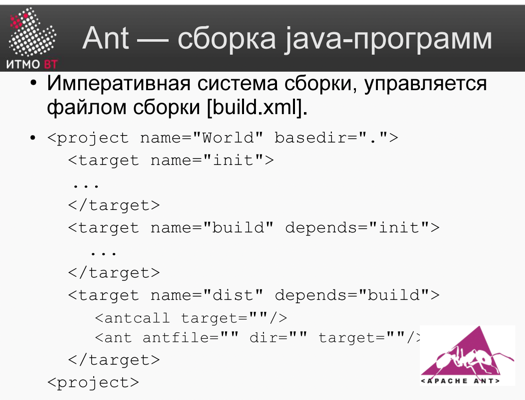 ИТМО ВТ
Ant — сборка java-программ
• Императивная система сборки, управляется
файлом сборки [build.xml].
• <project name="World" basedir=".">
<target name="init">
...
</target>
<target name="build" depends="init">
...
</target>
<target name="dist" depends="build">
<antcall target=""/>
<ant antfile="" dir="" target=""/>
</target>
<project>
<APACHE ANT>